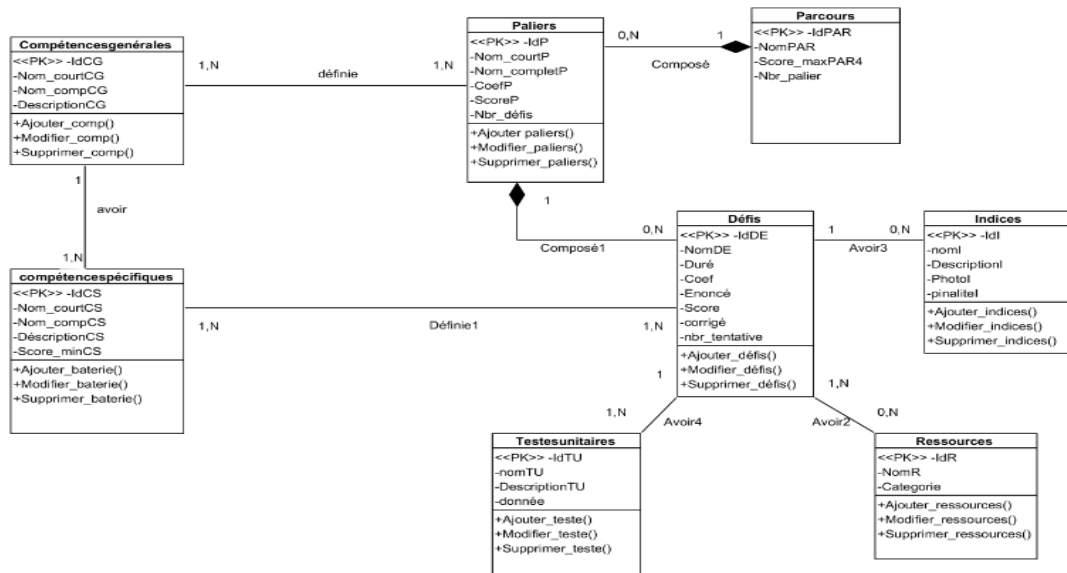 Compétencesgenérales
<<PK>> -IdCG
-Nom_courtCG
-Nom_compCG
-DescriptionCG
+Ajouter_comp()
+Modifier_comp()
+Supprimer_comp()
1,N
définie
1,N
Paliers
<<PK>> -IdP
-Nom_courtP
-Nom_completP
-CoefP
-ScoreP
-Nbr_défis
+Ajouter paliers()
+Modifier_paliers()
+Supprimer_paliers()
0,N
Composé
1
Parcours
<<PK>> -IdPAR
-NomPAR
-Score_maxPAR4
-Nbr_palier
1
avoir
1,N
1
Composé1
0,N
compétencespécifiques
<<PK>> -IdCS
-Nom_courtCS
-Nom_compCS
-DéscriptionCS
-Score_minCS
+Ajouter_baterie()
+Modifier_baterie()
+Supprimer_baterie()
1,N
Définie1
1,N
Défis
<<PK>> -IdDE
-NomDE
-Duré
-Coef
-Enoncé
-Score
-corrigé
-nbr_tentative
+Ajouter_défis()
+Modifier_défis()
+Supprimer_défis()
1
Avoir3
0,N
Indices
<<PK>> -IdI
-nomI
-DescriptionI
-PhotoI
-pinaliteI
+Ajouter_indices()
+Modifier_indices()
+Supprimer_indices()
1
1,N
Avoir4
1,N
0,N
Avoir2
Testesunitaires
<<PK>> -IdTU
-nomTU
-DescriptionTU
-donnée
+Ajouter_teste()
+Modifier_teste()
+Supprimer_teste()
Ressources
<<PK>> -IdR
-NomR
-Categorie
+Ajouter_ressources()
+Modifier_ressources()
+Supprimer_ressources()